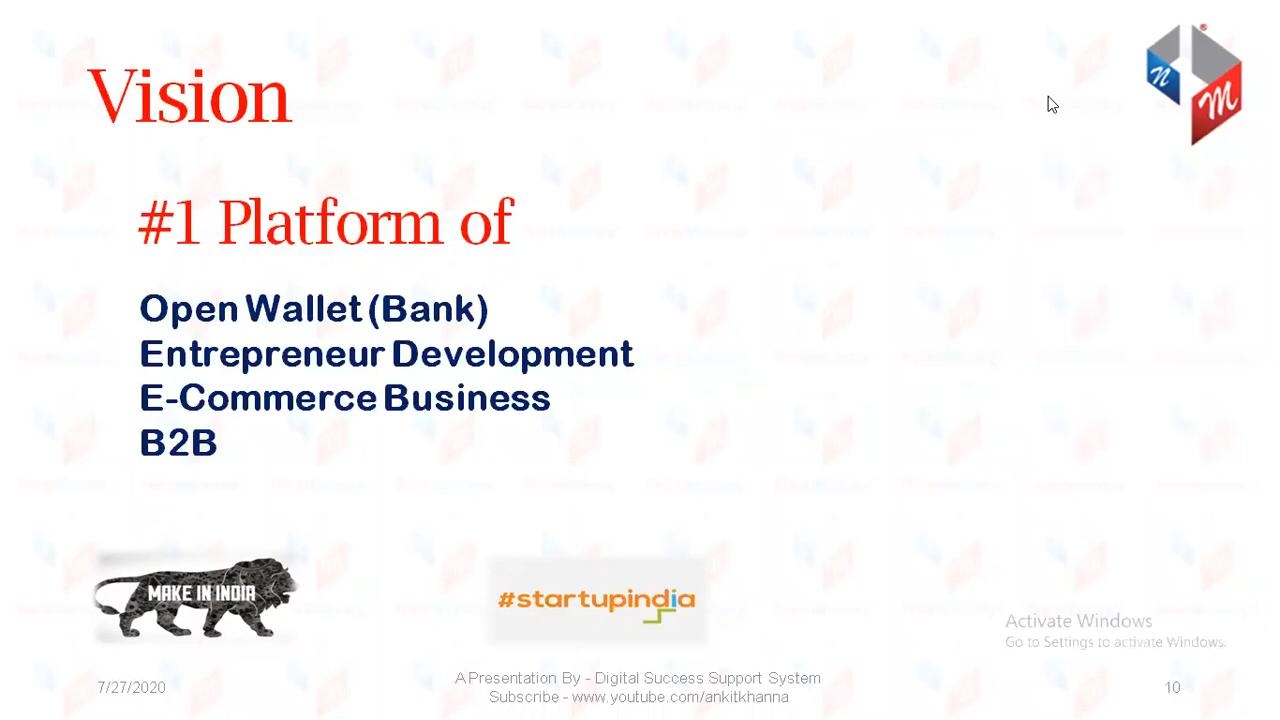 Vision
n
M
#1 Platform of
Open Wallet (Bank)
Entrepreneur Development
E-Commerce Business
B2B
MAKE IN INDIA
#startupindia
Activate Windows
Go to Settings to activate Windows.
7/27/2020
A Presentation By - Digital Success Support System
Subscribe - www.youtube.com/ankitkhanna
10